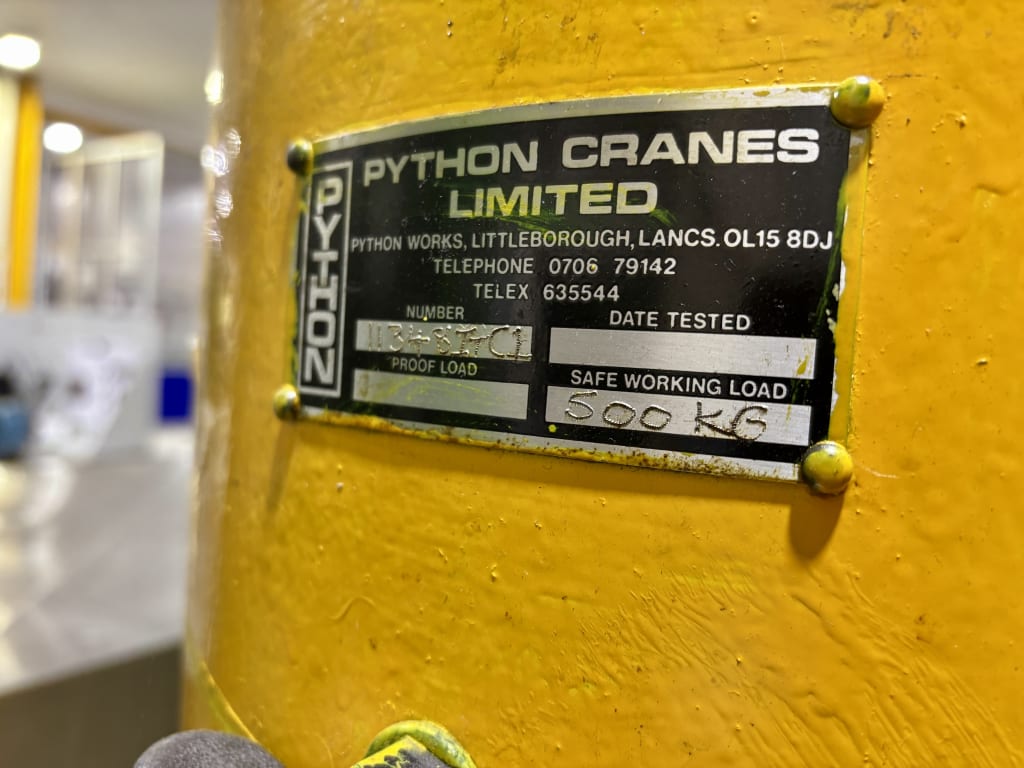 PYTHON
PYTHON CRANES
LIMITED
PYTHON WORKS, LITTLEBOROUGH, LANCS. OL15 8DJ
TELEPHONE 0706 79142
TELEX 635544
NUMBER
DATE TESTED
PROOF LOAD
SAFE WORKING LOAD
500 KG